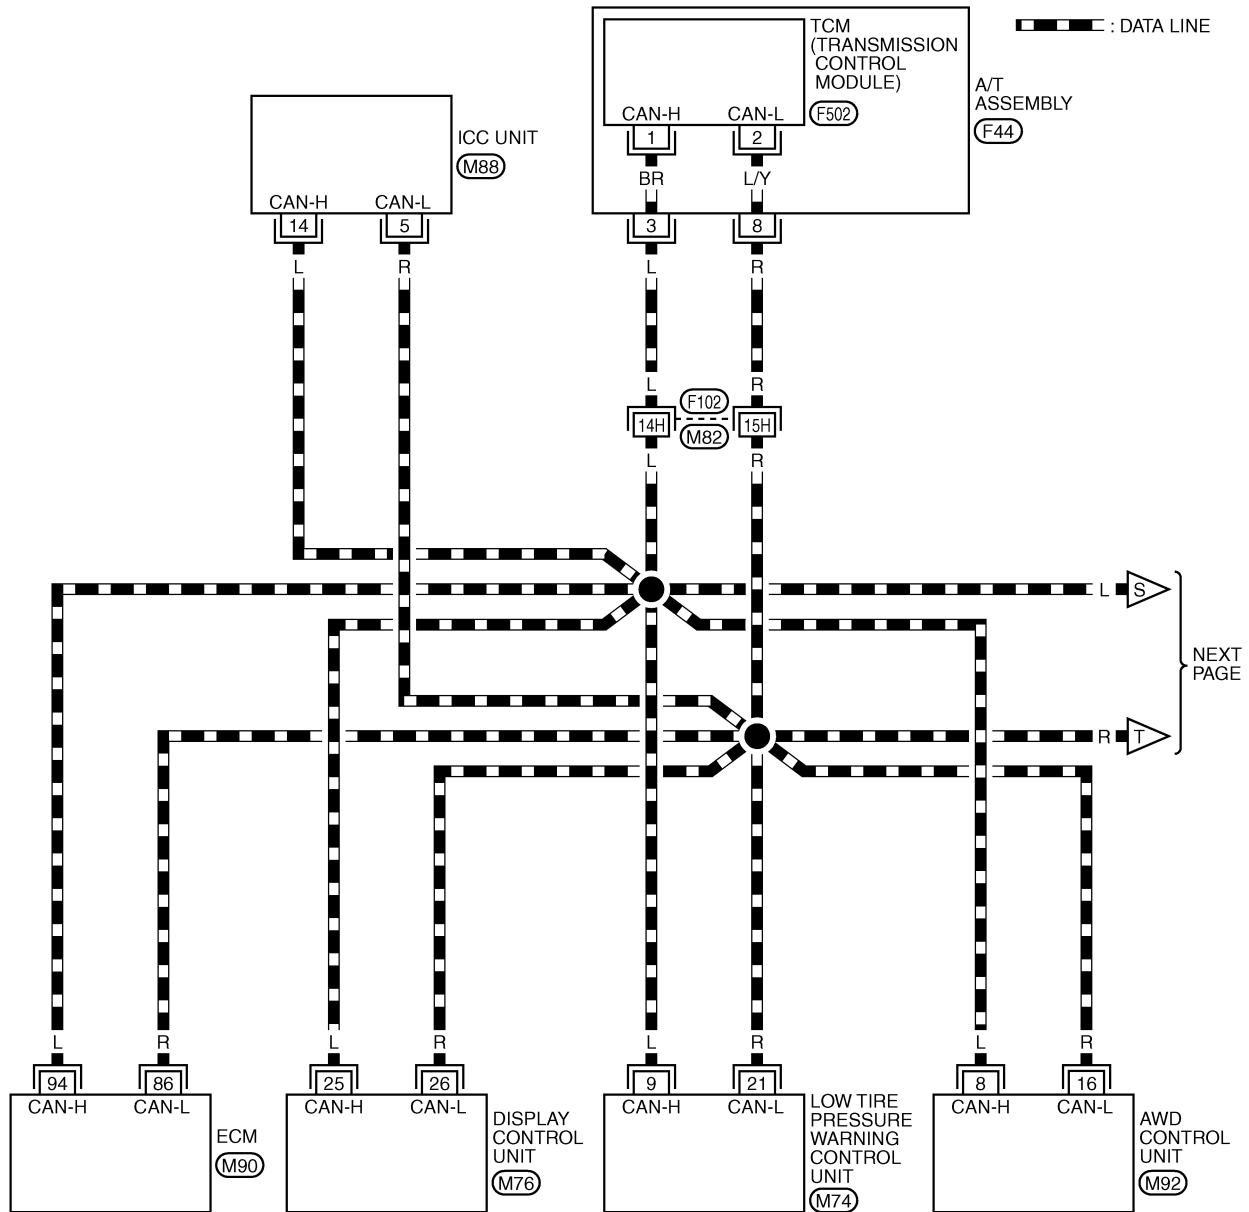 : DATA LINE
TCM
(TRANSMISSION
CONTROL
MODULE)
F502
CAN-H
CAN-L
1
2
BR
L/Y
A/T
ASSEMBLY
F44
3
8
ICC UNIT
M88
CAN-H
CAN-L
14
5
L
R
L
R
L
R
F102
14H
15H
M82
L
R
L
S
NEXT
PAGE
R
T
L
R
L
R
L
R
L
R
94
86
25
26
9
21
8
16
CAN-H
CAN-L
ECM
M90
CAN-H
CAN-L
DISPLAY
CONTROL
UNIT
M76
CAN-H
CAN-L
LOW TIRE
PRESSURE
WARNING
CONTROL
UNIT
M74
CAN-H
CAN-L
AWD
CONTROL
UNIT
M92